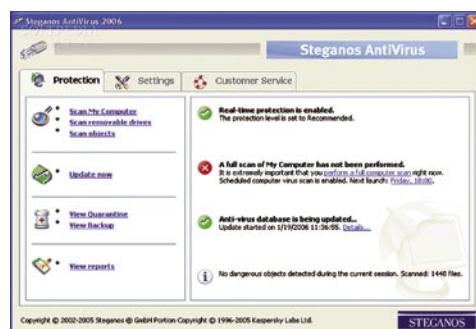 Steganos AntiVirus 2006
SOFTPEDIA
Steganos AntiVirus
Protection
Settings
Customer Service
Scan My Computer
Scan removable drives
Scan objects
Update now
View Quarantine
View Backup
View reports
Real-time protection is enabled.
The protection level is set to Recommended.
A full scan of My Computer has not been performed.
It is extremely important that you perform a full computer scan right now.
Scheduled computer virus scan is enabled. Next launch: Friday, 18:00.
Anti-virus database is being updated...
Update started on 1/19/2006 11:36:55. Details...
No dangerous objects detected during the current session. Scanned: 1440 files.
Copyright © 2002-2005 Steganos @ GmbH Portion Copyright © 1996-2005 Kaspersky Labs Ltd.
STEGANOS